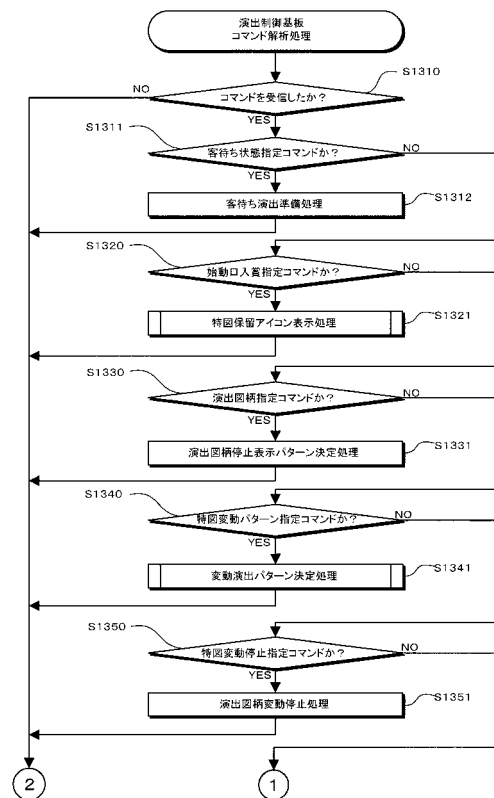 演出制御基板
コマンド解析処理
S1310
NO
コマンドを受信したか？
YES
S1311
客待ち状態指定コマンドか？
NO
YES
客待ち演出準備処理
S1312
S1320
始動口入賞指定コマンドか？
NO
YES
特図保留アイコン表示処理
S1321
S1330
演出図柄指定コマンドか？
NO
YES
演出図柄停止表示パターン決定処理
S1331
S1340
特図変動パターン指定コマンドか？
NO
YES
変動演出パターン決定処理
S1341
S1350
特図変動停止指定コマンドか？
NO
YES
演出図柄変動停止処理
S1351
2
1